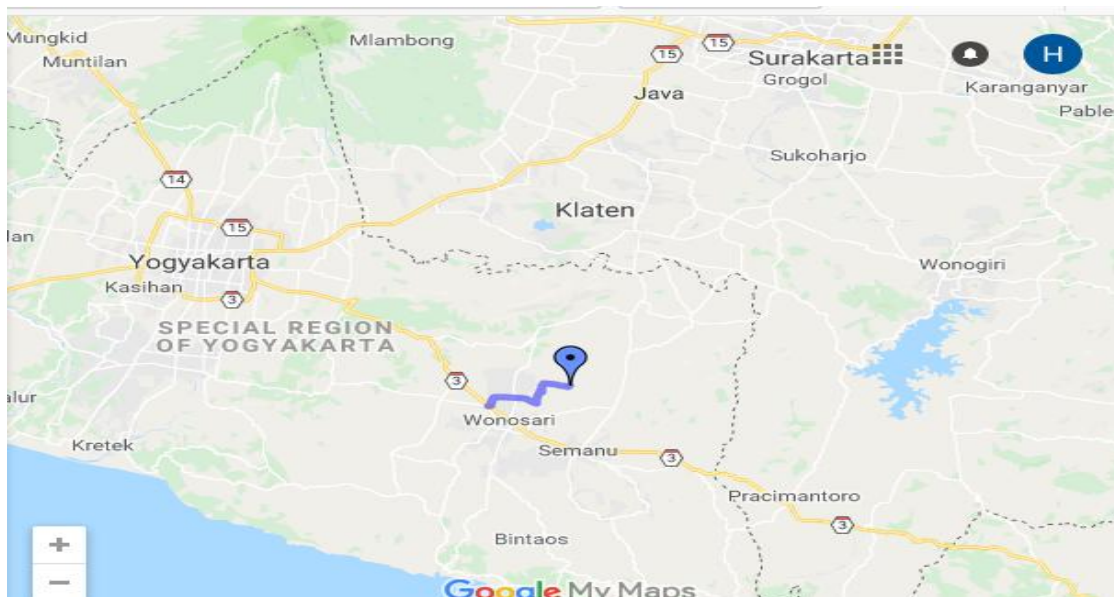 Mungkid
Mlambong
15
15
Surakarta
H
Muntilan
Grogol
Java
Karanganyar
Pable
Sukoharjo
14
Klaten
15
lan
Yogyakarta
Wonogiri
Kasihan
3
SPECIAL REGION
OF YOGYAKARTA
3
alur
Wonosari
Kretek
Semanu
3
Pracimantoro
3
Bintaos
+
−
Google My Maps